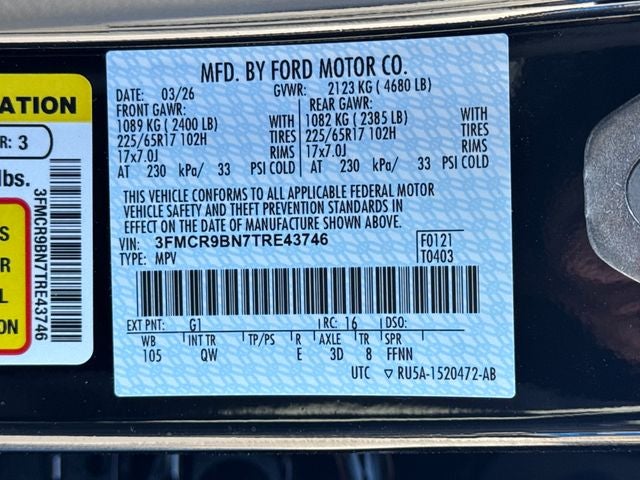 MFD. BY FORD MOTOR CO.
DATE: 03/26 GVWR: 2123 KG ( 4680 LB)
FRONT GAWR: REAR GAWR:
1089 KG ( 2400 LB) WITH 1082 KG ( 2385 LB) WITH
225/65R17 102H TIRES 225/65R17 102H TIRES
17x7.0J RIMS 17x7.0J RIMS
AT 230 kPa/ 33 PSI COLD AT 230 kPa/ 33 PSI COLD
THIS VEHICLE CONFORMS TO ALL APPLICABLE FEDERAL MOTOR
VEHICLE SAFETY AND THEFT PREVENTION STANDARDS IN
EFFECT ON THE DATE OF MANUFACTURE SHOWN ABOVE.
VIN: 3FMCR9BN7TRE43746 F0121
TYPE: MPV T0403
EXT PNT: G1 RC: 16 DSO:
WB INT TR TP/PS R AXLE TR SPR
105 QW E 3D 8 FFNN
UTC ▽ RU5A-1520472-AB
ATION
R: 3
lbs.
S
R
L
ON
3FMCR9BN7TRE43746